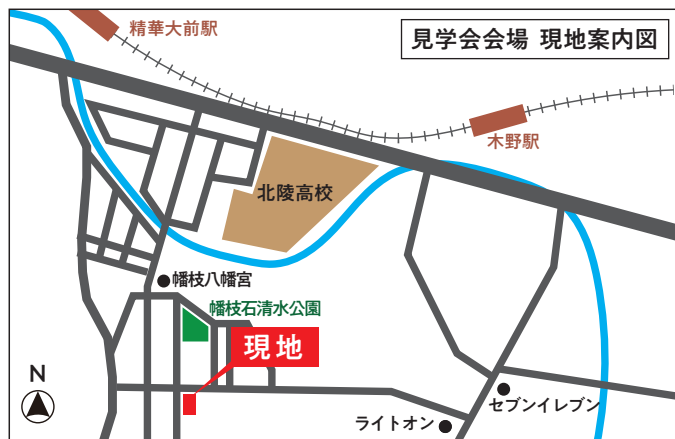 精華大前駅
見学会会場 現地案内図
木野駅
北陵高校
幡枝八幡宮
幡枝石清水公園
現地
N
セブンイレブン
ライトオン